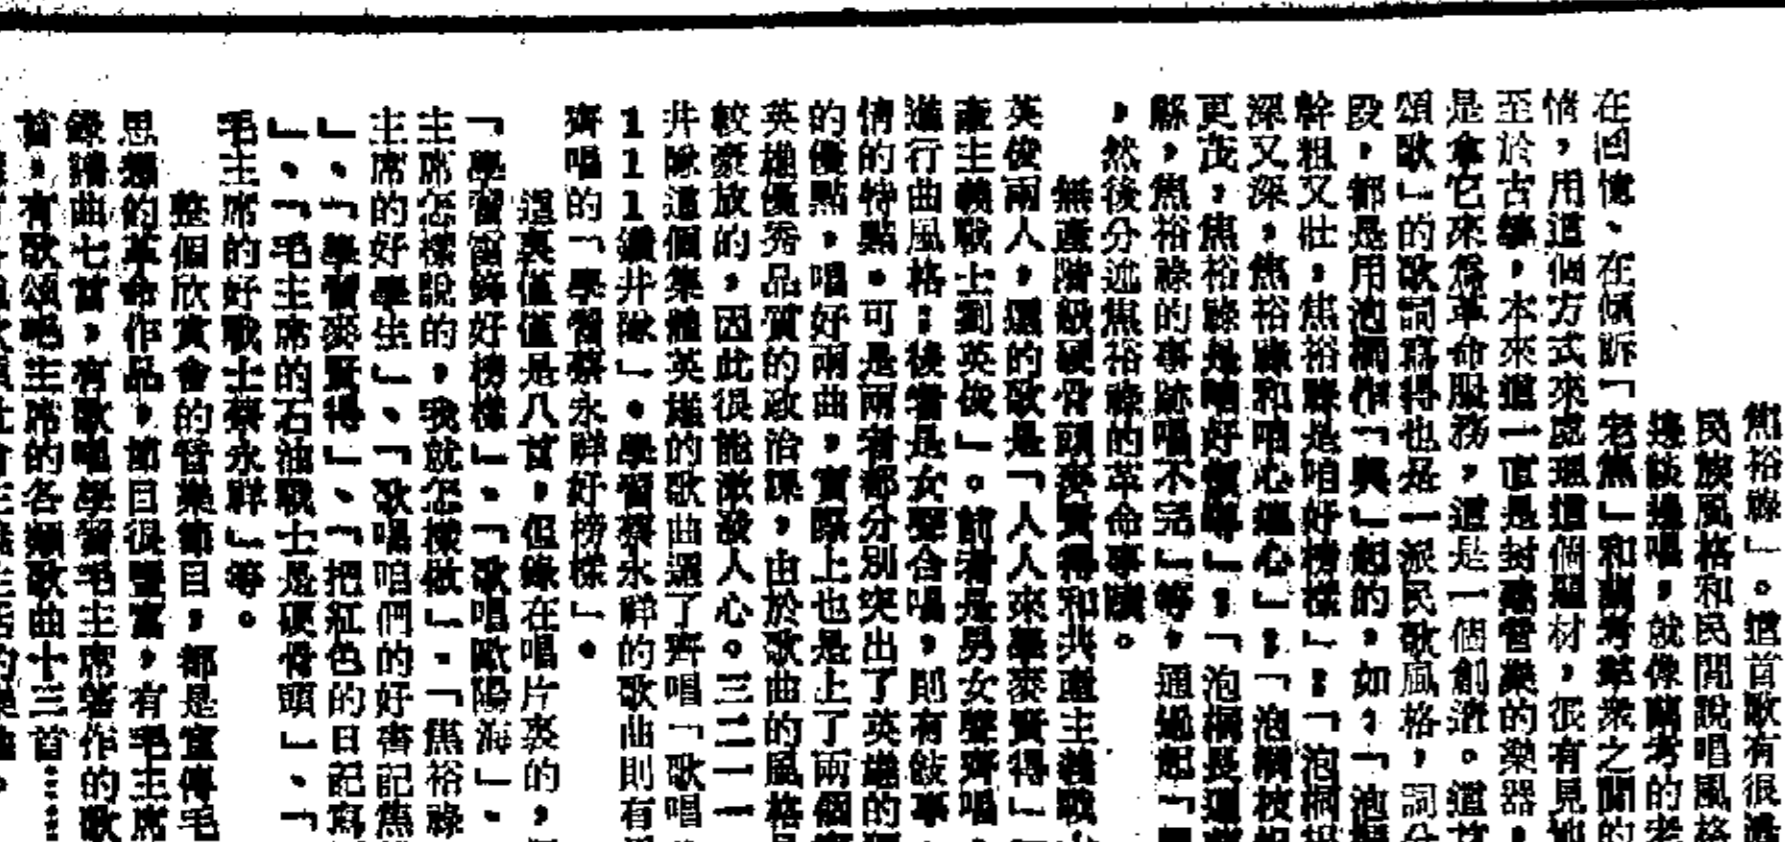 焦裕祿」。這首歌有很
民族風格和民間說唱風格
邊談邊唱，就像蘭考的老
在回憶、在傾訴「老焦」和蘭考羣衆之間的
情，用這個方式來處理這個題材，很有見地
至於古箏，本來這一直是封建音樂的樂器，
是拿它來爲革命服務，這是一個創造。這首
頌歌」的歌詞寫得也是一派民歌風格，詞分
段，都是用泡桐作「興」起的，如，「泡桐
幹粗又壯，焦裕祿是咱好榜樣」；「泡桐根
深又深，焦裕祿和咱心連心」，「泡桐枝
更茂，焦裕祿是咱好領導」；「泡桐長遍
縣，焦裕祿的事跡唱不完」等，通過起「
，然後分述焦裕祿的革命事蹟。
無產階級硬骨頭麥賢得和共產主義戰
英俊兩人，選的歌是「人人來學麥賢得」
產主義戰士劉英俊」。前者是男女聲齊唱，
進行曲風格；後者是女聲合唱，則有敍事
情的特點。可是兩者都分別突出了英雄的
的優點，唱好兩曲，實際上也是上了兩個
英雄優秀品質的政治課，由於歌曲的風格
較豪放的，因此很能激發人心。三二一一
井隊這個集體英雄的歌曲選了齊唱「歌唱
1211鑽井隊」。學習蔡永祥的歌曲則有
齊唱的「學習蔡永祥好榜樣」。
這裏僅僅是八首，但錄在唱片裏的，
「學習雷鋒好榜樣」、「歌唱歐陽海」、
主席怎樣說的，我就怎樣做」、「焦裕祿
主席的好學生」、「歌唱咱們的好書記焦
」、「學習麥賢得」、「把紅色的日記寫
」、「毛主席的石油戰士是硬骨頭」、「
毛主席的好戰士蔡永祥」等。
整個欣賞會的音樂節目，都是宣傳毛
思想的革命作品，節目很豐富，有毛主席
錄譜曲七首，有歌唱學習毛主席著作的歌
首，有歌頌毛主席的各類歌曲十三首……